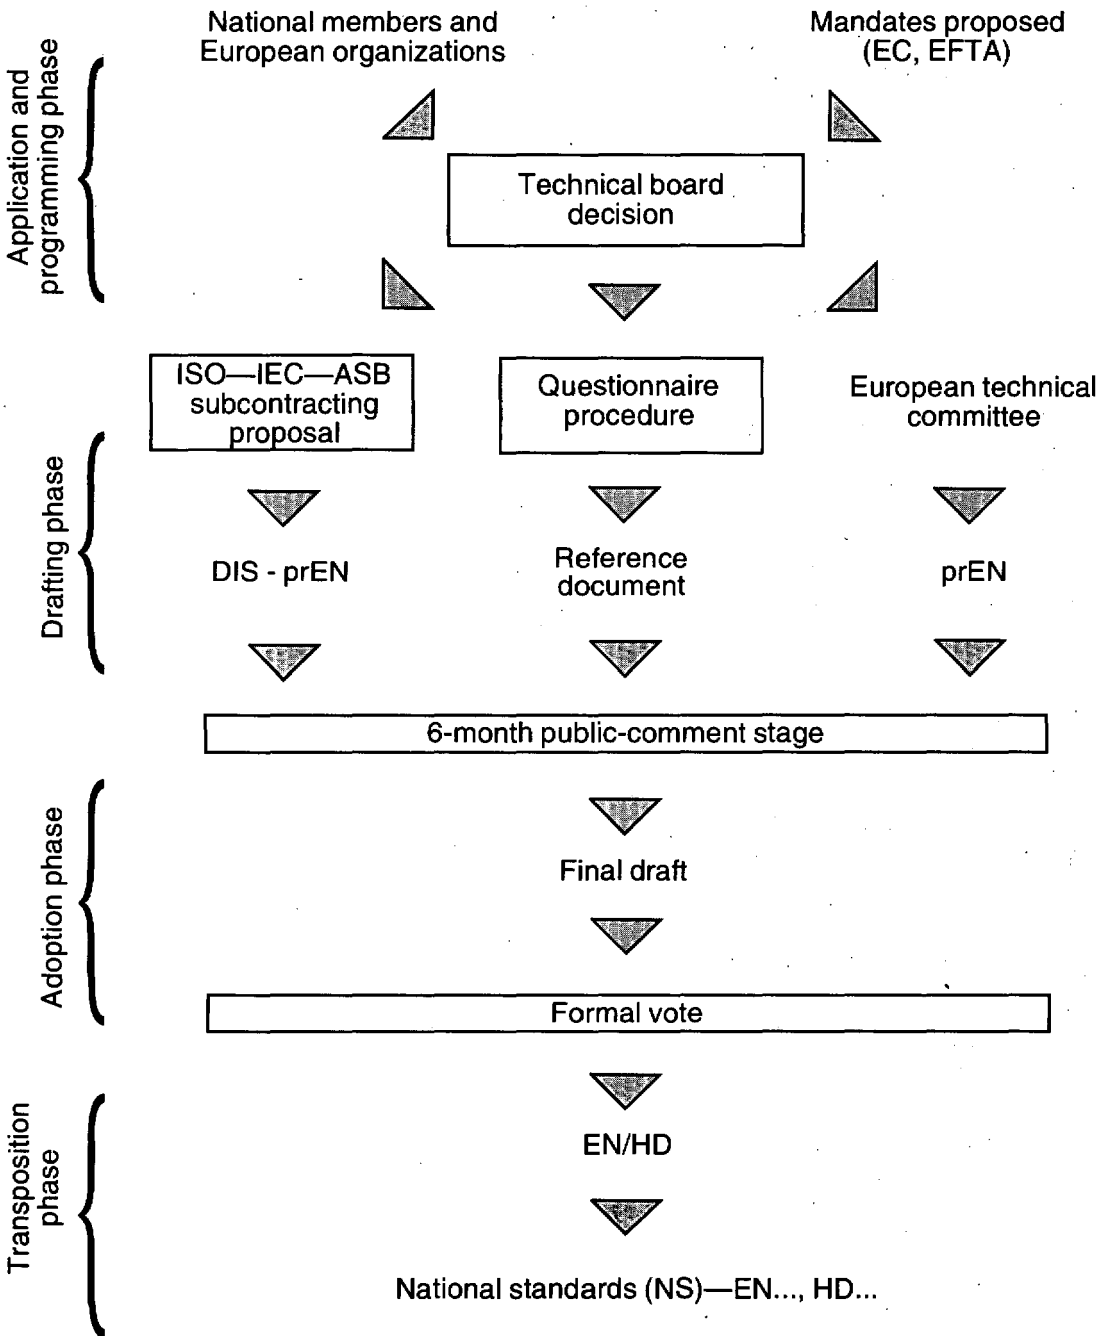 National members and
European organizations
Mandates proposed
(EC, EFTA)
Application and
programming phase
Technical board
decision
ISO—IEC—ASB
subcontracting
proposal
Questionnaire
procedure
European technical
committee
Drafting phase
DIS - prEN
Reference
document
prEN
6-month public-comment stage
Adoption phase
Final draft
Formal vote
Transposition
phase
EN/HD
National standards (NS)—EN..., HD...